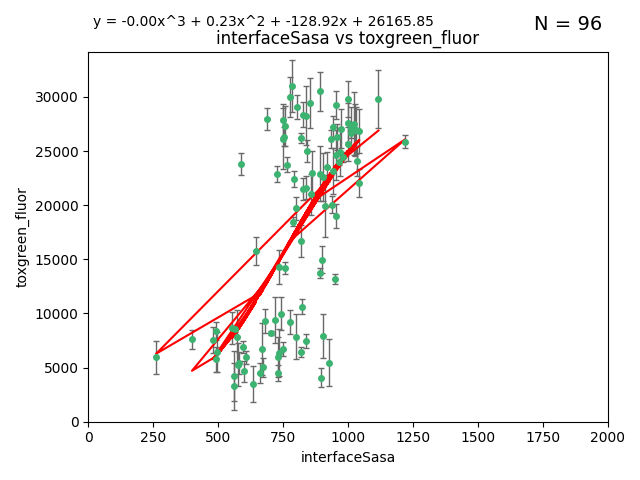 y = -0.00x^3 + 0.23x^2 + -128.92x + 26165.85
N = 96
interfaceSasa vs toxgreen_fluor
30000
25000
20000
15000
10000
5000
0
toxgreen_fluor
0 250 500 750 1000 1250 1500 1750 2000
interfaceSasa